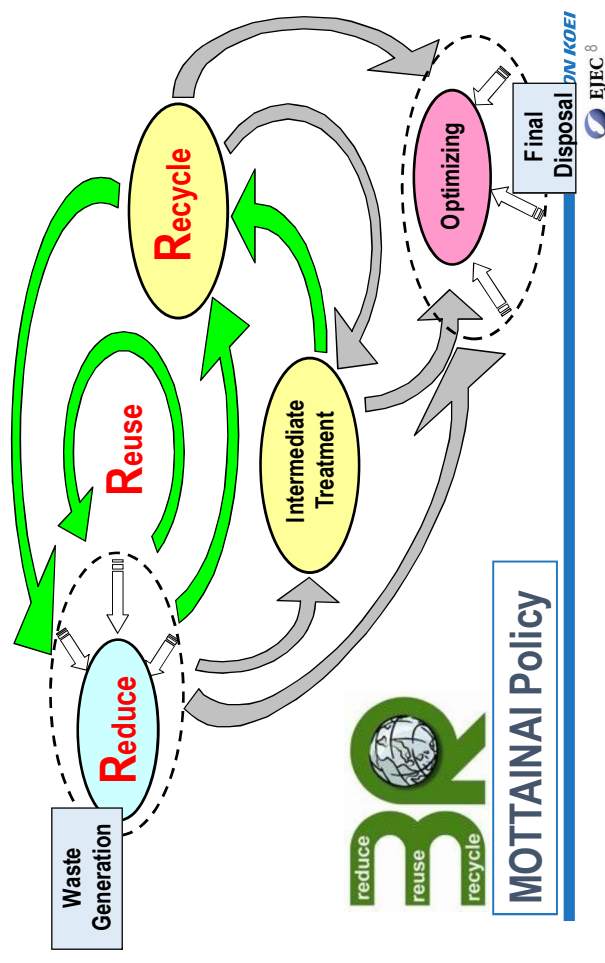 Waste
Generation
Reduce
Reuse
Recycle
Intermediate
Treatment
Optimizing
Final
Disposal
reduce
reuse
recycle
3R
MOTTAINAI Policy
ON KOEI
EJEC
8